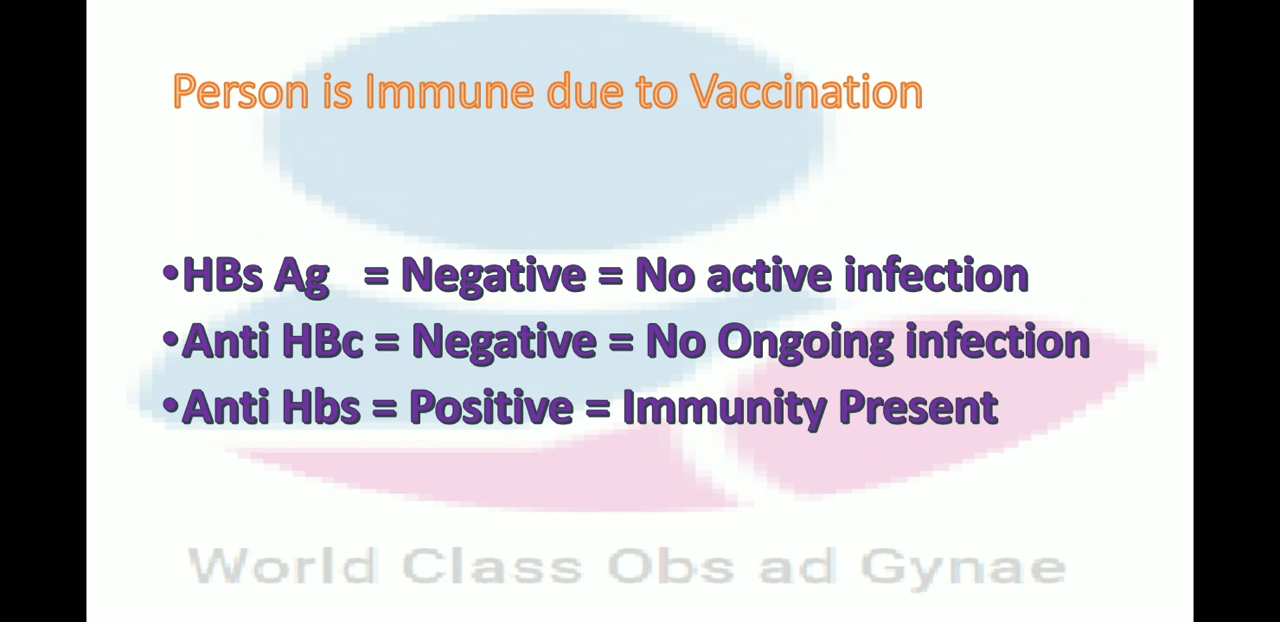 Person is Immune due to Vaccination
•HBs Ag = Negative = No active infection
•Anti HBc = Negative = No Ongoing infection
•Anti Hbs = Positive = Immunity Present
World Class Obs ad Gynae